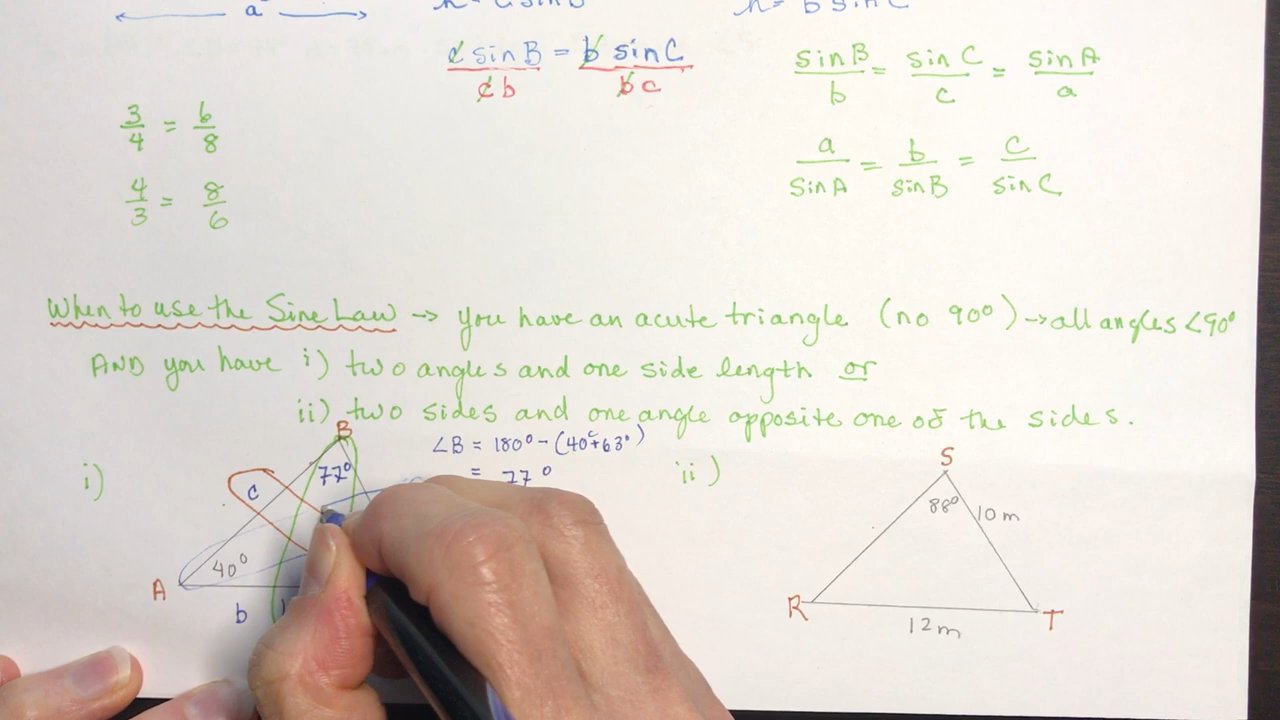 a
c sin B = b sin C
c b b c
sin B = sin C = sin A
b c a
a = b = c
sin A sin B sin C
3 = 6
4 8
4 = 8
3 6
When to use the Sine Law → you have an acute triangle (no 90°) → all angles <90°
AND you have i) two angles and one side length or
ii) two sides and one angle opposite one of the sides.
i)
B
∠B = 180° - (40°+63°)
= 77°
77°
c
40°
A
b
ii)
S
88°
10 m
R
T
12 m